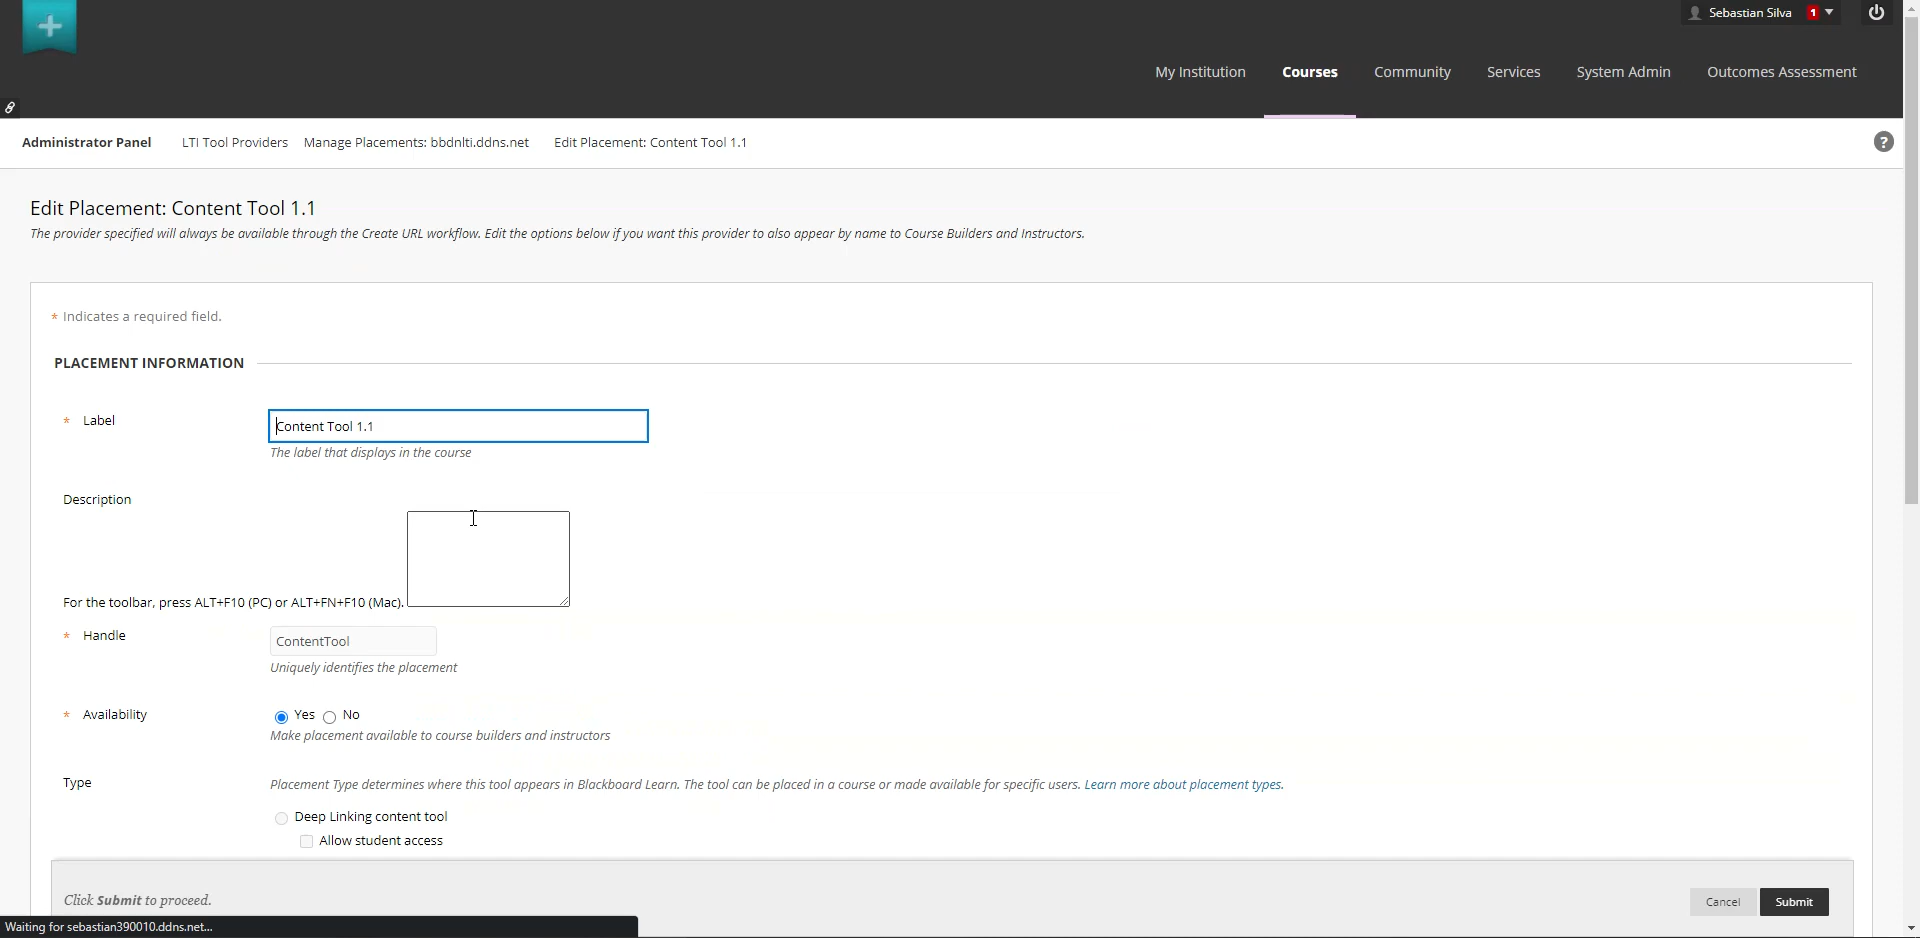 Sebastian Silva 1
My Institution Courses Community Services System Admin Outcomes Assessment
Administrator Panel LTI Tool Providers Manage Placements: bbdnlti.ddns.net Edit Placement: Content Tool 1.1 ?
Edit Placement: Content Tool 1.1
The provider specified will always be available through the Create URL workflow. Edit the options below if you want this provider to also appear by name to Course Builders and Instructors.
* Indicates a required field.
PLACEMENT INFORMATION
* Label Content Tool 1.1
The label that displays in the course
Description
For the toolbar, press ALT+F10 (PC) or ALT+FN+F10 (Mac).
* Handle ContentTool
Uniquely identifies the placement
* Availability Yes No
Make placement available to course builders and instructors
Type Placement Type determines where this tool appears in Blackboard Learn. The tool can be placed in a course or made available for specific users. Learn more about placement types.
Deep Linking content tool
Allow student access
Click Submit to proceed. Cancel Submit
Waiting for sebastian390010.ddns.net...